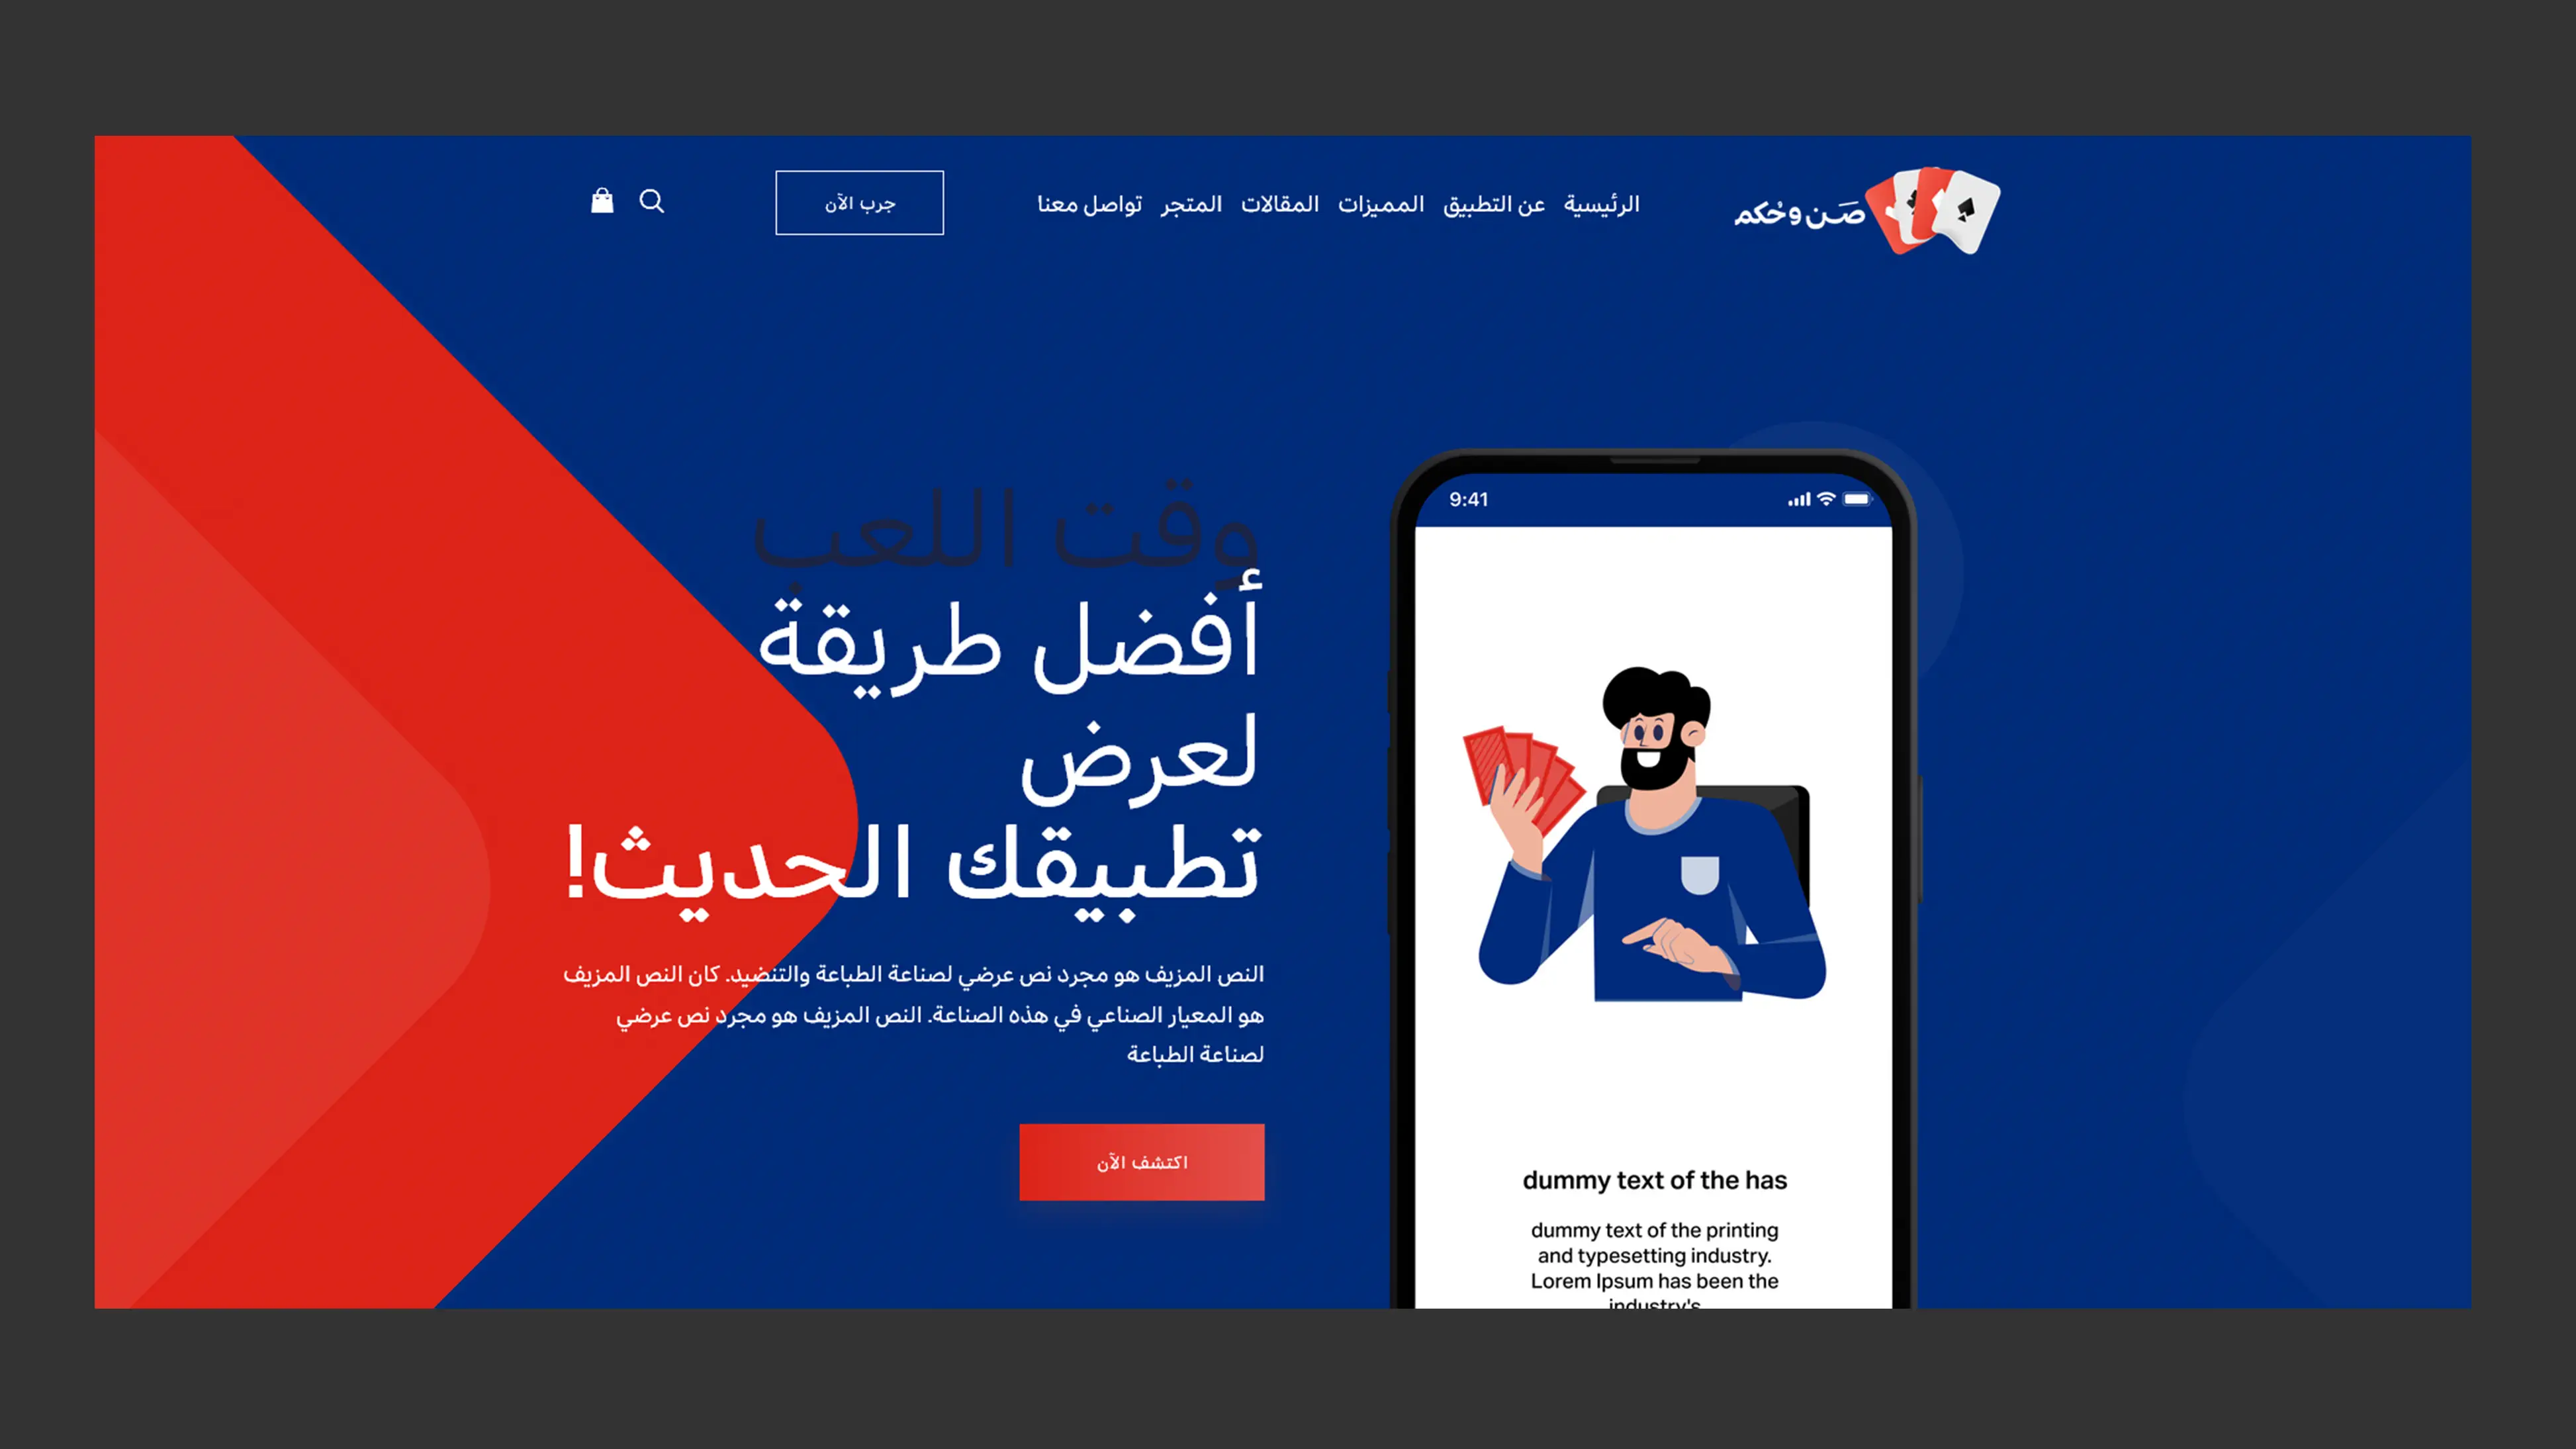 صَـن وحُكم
الرئيسية عن التطبيق المميزات المقالات المتجر تواصل معنا
جرب الآن
وقت اللعب
أفضل طريقة
لعرض
تطبيقك الحديث!
النص المزيف هو مجرد نص عرضي لصناعة الطباعة والتنضيد. كان النص المزيف
هو المعيار الصناعي في هذه الصناعة. النص المزيف هو مجرد نص عرضي
لصناعة الطباعة
اكتشف الآن
9:41
dummy text of the has
dummy text of the printing
and typesetting industry.
Lorem Ipsum has been the
industry's